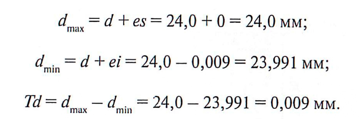 d_max = d + es = 24,0 + 0 = 24,0 мм;
d_min = d + ei = 24,0 – 0,009 = 23,991 мм;
Td = d_max – d_min = 24,0 – 23,991 = 0,009 мм.